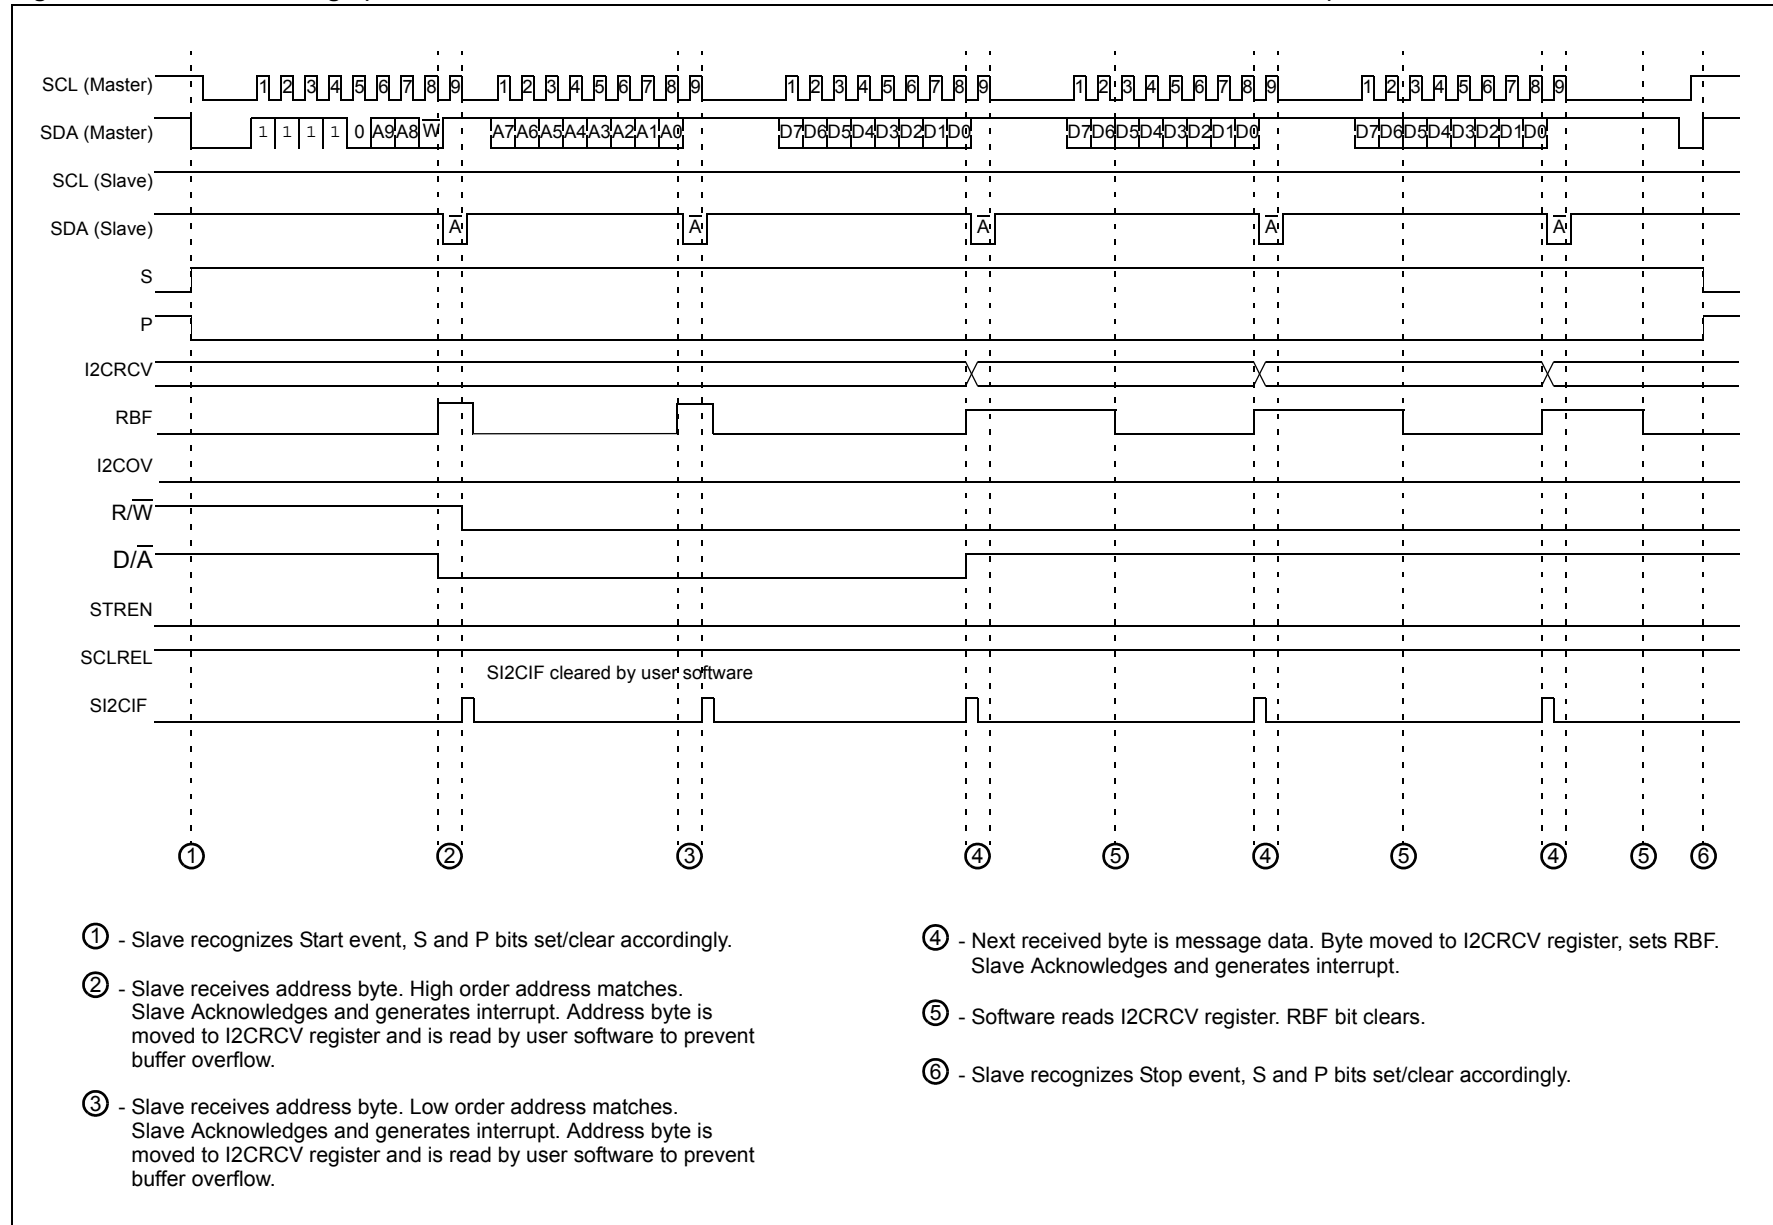 SCL (Master) 1 2 3 4 5 6 7 8 9 1 2 3 4 5 6 7 8 9 1 2 3 4 5 6 7 8 9 1 2 3 4 5 6 7 8 9 1 2 3 4 5 6 7 8 9
SDA (Master) 1 1 1 1 0 A9 A8 W̅ A7 A6 A5 A4 A3 A2 A1 A0 D7 D6 D5 D4 D3 D2 D1 D0 D7 D6 D5 D4 D3 D2 D1 D0 D7 D6 D5 D4 D3 D2 D1 D0
SCL (Slave)
SDA (Slave) A̅ A̅ A̅ A̅ A̅
S
P
I2CRCV
RBF
I2COV
R/W̅
D/A̅
STREN
SCLREL
SI2CIF cleared by user software
SI2CIF
① ② ③ ④ ⑤ ④ ⑤ ④ ⑤ ⑥
① - Slave recognizes Start event, S and P bits set/clear accordingly.
② - Slave receives address byte. High order address matches.
Slave Acknowledges and generates interrupt. Address byte is
moved to I2CRCV register and is read by user software to prevent
buffer overflow.
③ - Slave receives address byte. Low order address matches.
Slave Acknowledges and generates interrupt. Address byte is
moved to I2CRCV register and is read by user software to prevent
buffer overflow.
④ - Next received byte is message data. Byte moved to I2CRCV register, sets RBF.
Slave Acknowledges and generates interrupt.
⑤ - Software reads I2CRCV register. RBF bit clears.
⑥ - Slave recognizes Stop event, S and P bits set/clear accordingly.